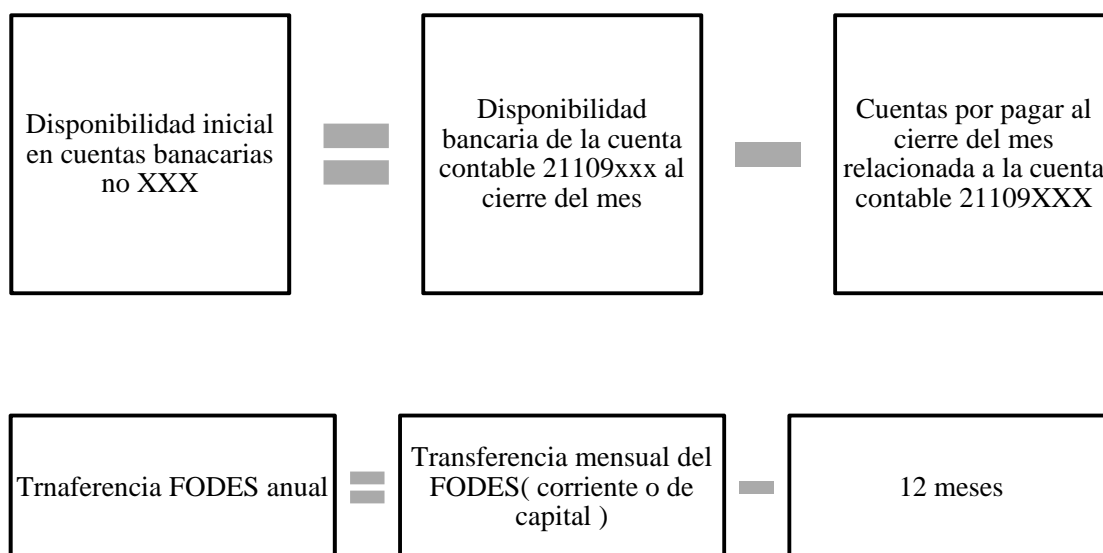 Disponibilidad inicial
en cuentas banacarias
no XXX
Disponibilidad
bancaria de la cuenta
contable 21109xxx al
cierre del mes
Cuentas por pagar al
cierre del mes
relacionada a la cuenta
contable 21109XXX
Trnaferencia FODES anual
Transferencia mensual del
FODES( corriente o de
capital )
12 meses